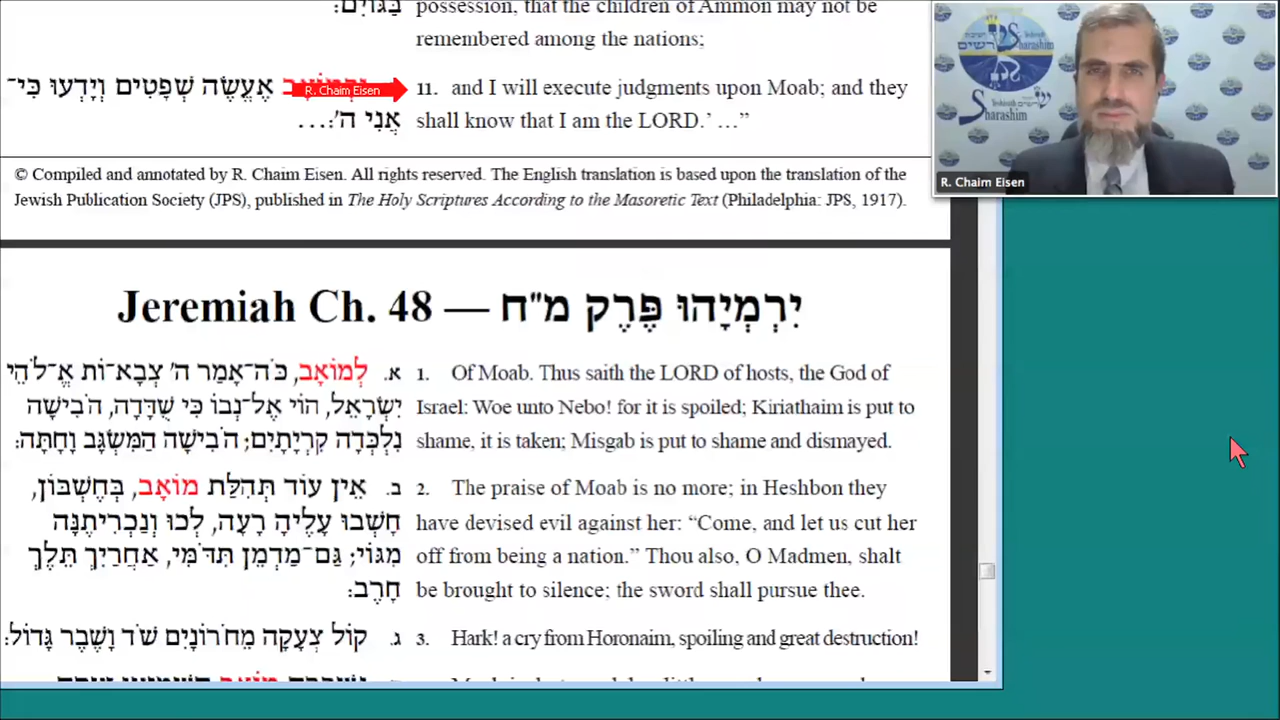 possession, that the children of Ammon may not be
בַּגּוֹיִם:
remembered among the nations;
11. and I will execute judgments upon Moab; and they
אֶעֱשֶׂה שְׁפָטִים וְיָדְעוּ כִּי־
R. Chaim Eisen
shall know that I am the LORD.’ …”
אֲנִי ה':…
© Compiled and annotated by R. Chaim Eisen. All rights reserved. The English translation is based upon the translation of the
Jewish Publication Society (JPS), published in The Holy Scriptures According to the Masoretic Text (Philadelphia: JPS, 1917).
Jeremiah Ch. 48 — יִרְמְיָהוּ פֶּרֶק מ"ח
1. Of Moab. Thus saith the LORD of hosts, the God of
Israel: Woe unto Nebo! for it is spoiled; Kiriathaim is put to
shame, it is taken; Misgab is put to shame and dismayed.
א. לְמוֹאָב, כֹּה־אָמַר ה' צְבָא־וֹת אֱ־לֹהֵי
יִשְׂרָאֵל, הוֹי אֶל־נְבוֹ כִּי שֻׁדָּדָה, הֹבִישָׁה
נִלְכְּדָה קִרְיָתָיִם; הֹבִישָׁה הַמִּשְׂגָּב וָחָתָּה:
2. The praise of Moab is no more; in Heshbon they
have devised evil against her: “Come, and let us cut her
off from being a nation.” Thou also, O Madmen, shalt
be brought to silence; the sword shall pursue thee.
ב. אֵין עוֹד תְּהִלַּת מוֹאָב, בְּחֶשְׁבּוֹן,
חָשְׁבוּ עָלֶיהָ רָעָה, לְכוּ וְנַכְרִיתֶנָּה
מִגּוֹי; גַּם־מַדְמֵן תִּדֹּמִּי, אַחֲרַיִךְ תֵּלֶךְ
חָרֶב:
3. Hark! a cry from Horonaim, spoiling and great destruction!
ג. קוֹל צְעָקָה מֵחֹרוֹנָיִם שֹׁד וָשֶׁבֶר גָּדוֹל:
R. Chaim Eisen
Yeshivath
Sharashim